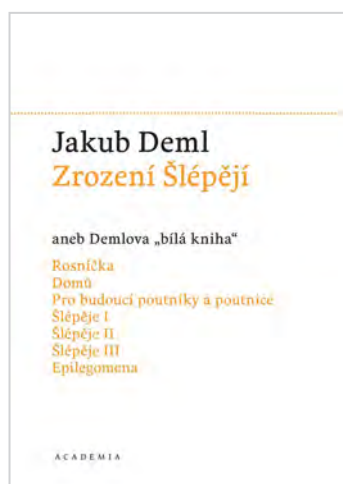 Jakub Deml
Zrození Šlépějí
aneb Demlova „bílá kniha“
Rosnička
Domů
Pro budoucí poutníky a poutnice
Šlépěje I
Šlépěje II
Šlépěje III
Epilegomena
ACADEMIA